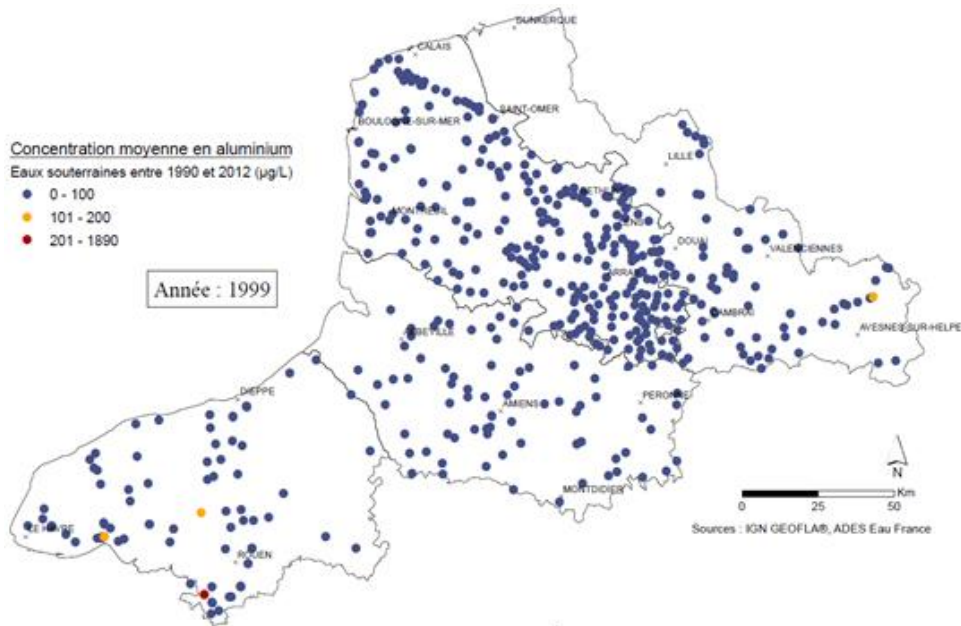 DUNKERQUE
CALAIS
SAINT-OMER
BOULOGNE-SUR-MER
LILLE
Concentration moyenne en aluminium
Eaux souterraines entre 1990 et 2012 (µg/L)
0 - 100
101 - 200
201 - 1890
MONTREUIL
DOUAI
VALENCIENNES
Année : 1999
CAMBRAI
AVESNES-SUR-HELPE
DIEPPE
PERONNE
AMIENS
MONTDIDIER
N
Km
0 25 50
Sources : IGN GEOFLA®, ADES Eau France
LE HAVRE
ROUEN